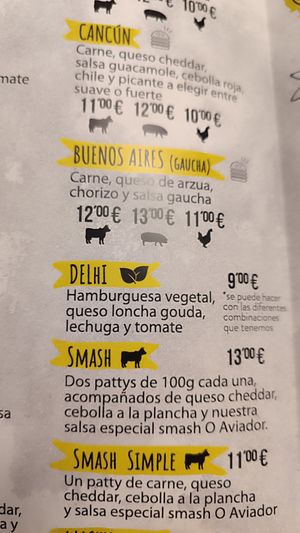 10'00€
CANCÚN
Carne, queso cheddar,
salsa guacamole, cebolla roja,
chile y picante a elegir entre
suave o fuerte
11'00€ 12'00€ 10'00€
BUENOS AIRES (GAUCHA)
Carne, queso de arzua,
chorizo y salsa gaucha
12'00€ 13'00€ 11'00€
DELHI 9'00€
Hamburguesa vegetal,
queso loncha gouda,
lechuga y tomate
*se puede hacer
con las diferentes
combinaciones
que tenemos
SMASH 13'00€
Dos pattys de 100g cada una,
acompañados de queso cheddar,
cebolla a la plancha y nuestra
salsa especial smash O Aviador.
SMASH SIMPLE 11'00€
Un patty de carne, queso
cheddar, cebolla a la plancha
y salsa especial smash O Aviador